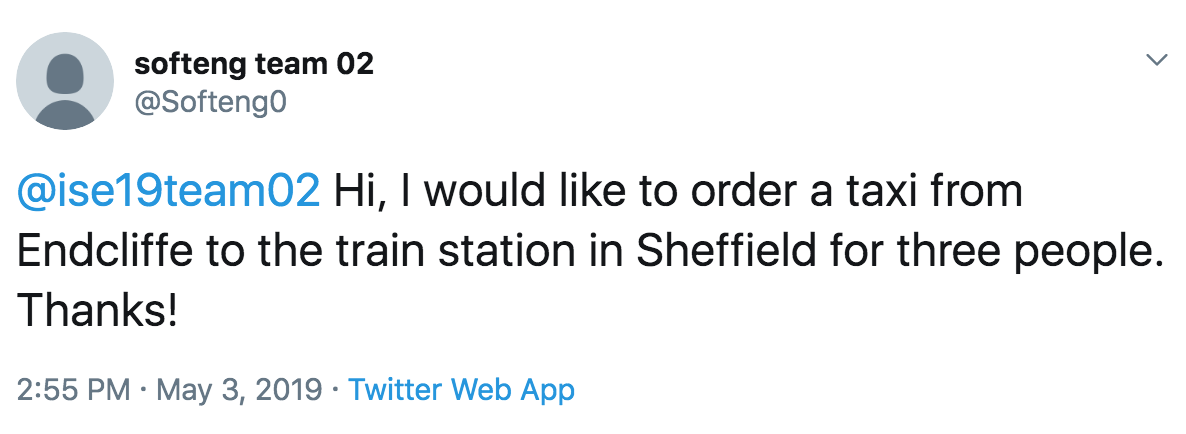 softeng team 02
@Softeng0
@ise19team02 Hi, I would like to order a taxi from
Endcliffe to the train station in Sheffield for three people.
Thanks!
2:55 PM · May 3, 2019 · Twitter Web App